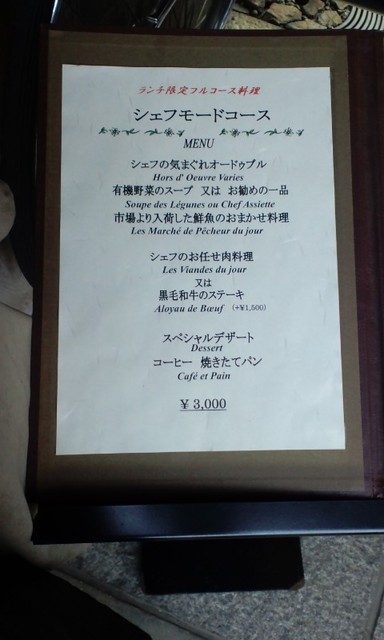 ランチ限定フルコース料理
シェフモードコース
MENU
シェフの気まぐれオードゥブル
Hors d' Oeuvre Varies
有機野菜のスープ 又は お勧めの一品
Soupe des Légunes ou Chef Assiette
市場より入荷した鮮魚のおまかせ料理
Les Marché de Pêcheur du jour
シェフのお任せ肉料理
Les Viandes du jour
又は
黒毛和牛のステーキ
Aloyau de Bœuf (+¥1,500)
スペシャルデザート
Dessert
コーヒー 焼きたてパン
Café et Pain
¥ 3,000